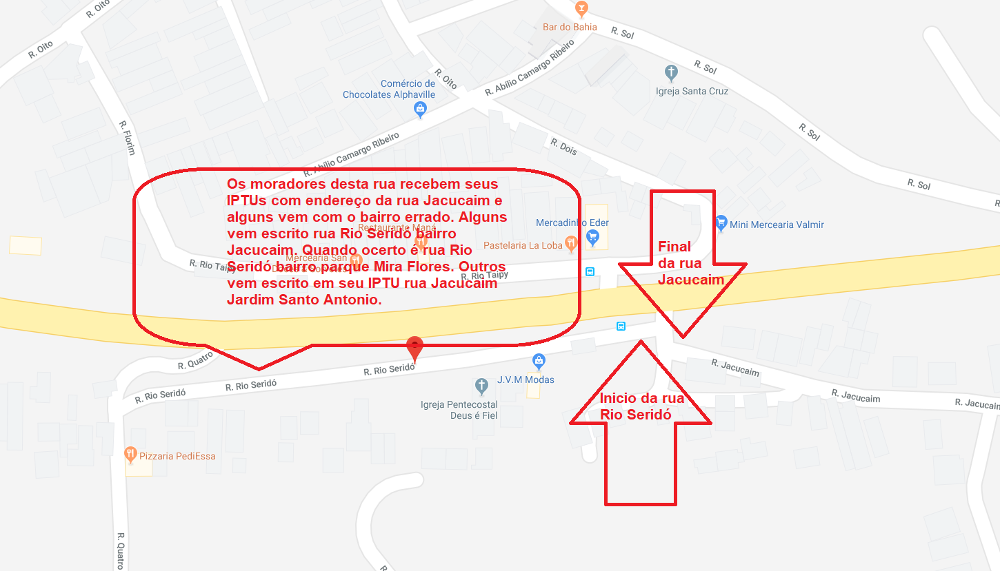 R. Oito
Bar do Bahia
R. Sol
R. Oito
R. Sol
R. Oito
R. Abílio Camargo Ribeiro
Comércio de
Chocolates Alphaville
Igreja Santa Cruz
R. Florim
R. Sol
R. Abílio Camargo Ribeiro
R. Dois
R. Sol
R.
Os moradores desta rua recebem seus
IPTUs com endereço da rua Jacucaim e
alguns vem com o bairro errado. Alguns
vem escrito rua Rio Seridó bairro
Jacucaim. Quando ocerto é rua Rio
Seridó bairro parque Mira Flores. Outros
vem escrito em seu IPTU rua Jacucaim
Jardim Santo Antonio.
Restaurante Maná
Mercearia San
Mercadinho Eder
Mini Mercearia Valmir
Pastelaria La Loba
R. Rio Taipy
R. Rio Taipy
Final
da rua
Jacucaim
R. Quatro
R. Rio Seridó
R. Rio Seridó
R. Rio Seridó
J.V.M Modas
Igreja Pentecostal
Deus é Fiel
R. Jacucaim
R. Jacucaim
R. Jacucaim
Inicio da rua
Rio Seridó
Pizzaria PediEssa
R. Quatro
R.